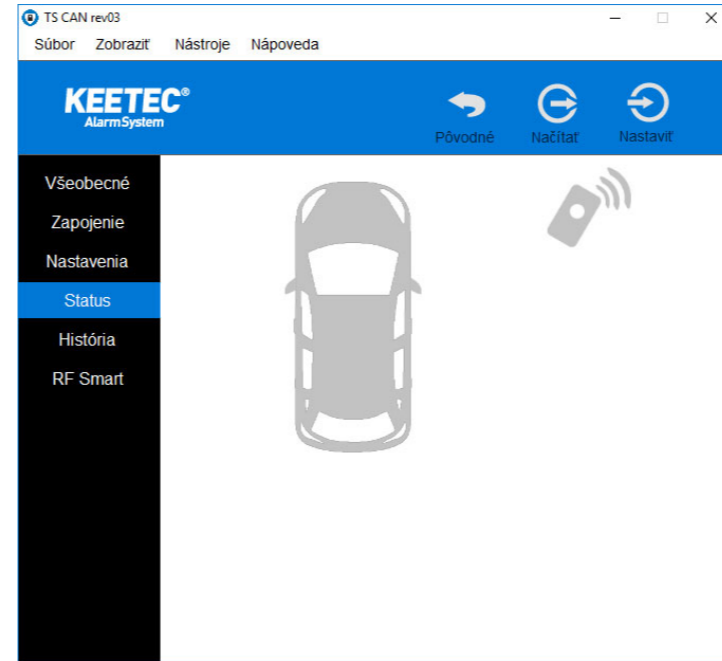 TS CAN rev03
Súbor Zobraziť Nástroje Nápoveda
KEETEC®
AlarmSystem
Pôvodné Načítať Nastaviť
Všeobecné
Zapojenie
Nastavenia
Status
História
RF Smart